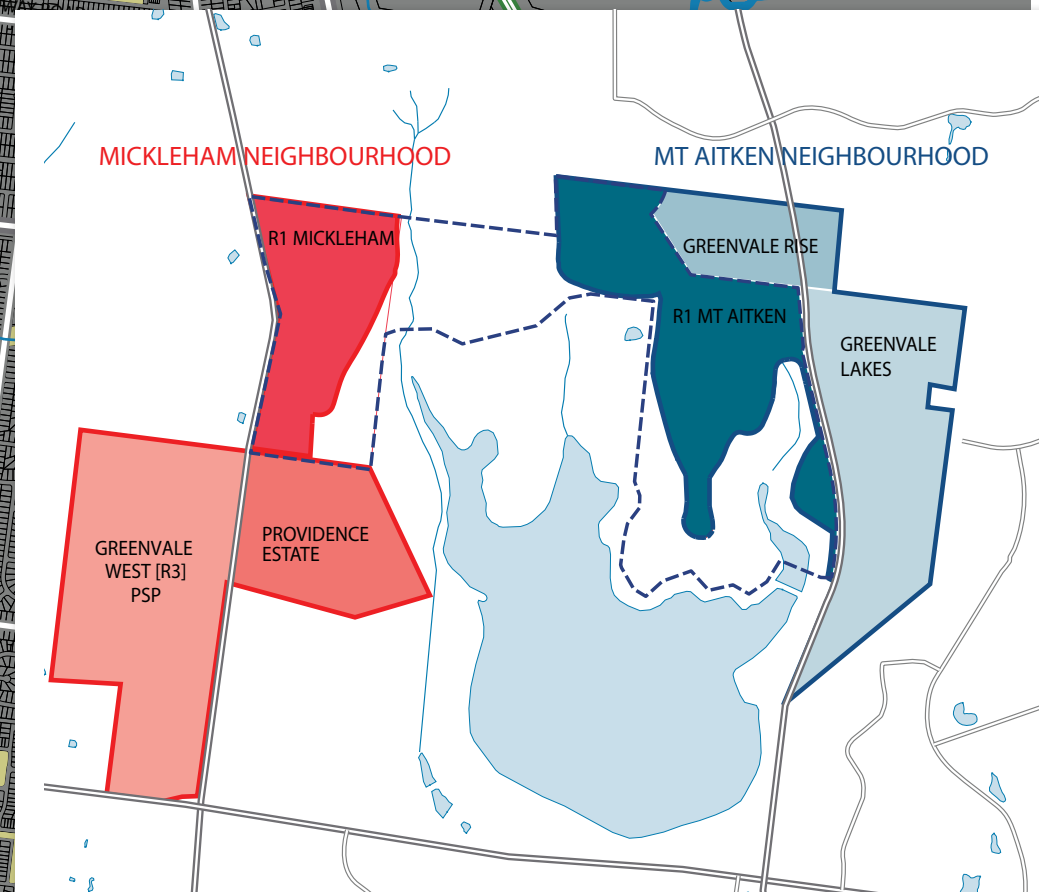 MICKLEHAM NEIGHBOURHOOD
MT AITKEN NEIGHBOURHOOD
R1 MICKLEHAM
GREENVALE RISE
R1 MT AITKEN
GREENVALE
LAKES
PROVIDENCE
ESTATE
GREENVALE
WEST [R3]
PSP